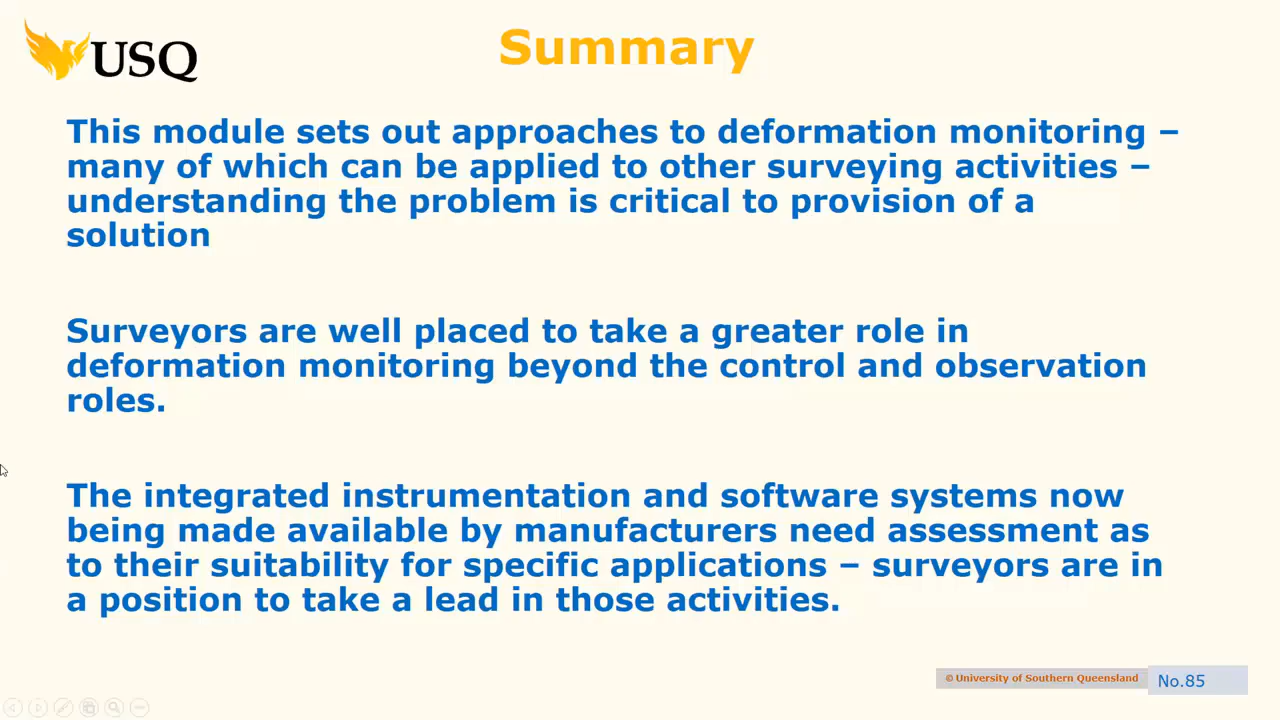 USQ
Summary
This module sets out approaches to deformation monitoring –
many of which can be applied to other surveying activities –
understanding the problem is critical to provision of a
solution
Surveyors are well placed to take a greater role in
deformation monitoring beyond the control and observation
roles.
The integrated instrumentation and software systems now
being made available by manufacturers need assessment as
to their suitability for specific applications – surveyors are in
a position to take a lead in those activities.
© University of Southern Queensland
No.85